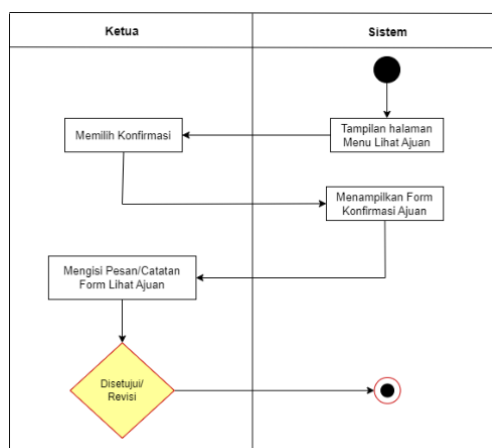 Ketua
Sistem
Tampilan halaman
Menu Lihat Ajuan
Memilih Konfirmasi
Menampilkan Form
Konfirmasi Ajuan
Mengisi Pesan/Catatan
Form Lihat Ajuan
Disetujui/
Revisi